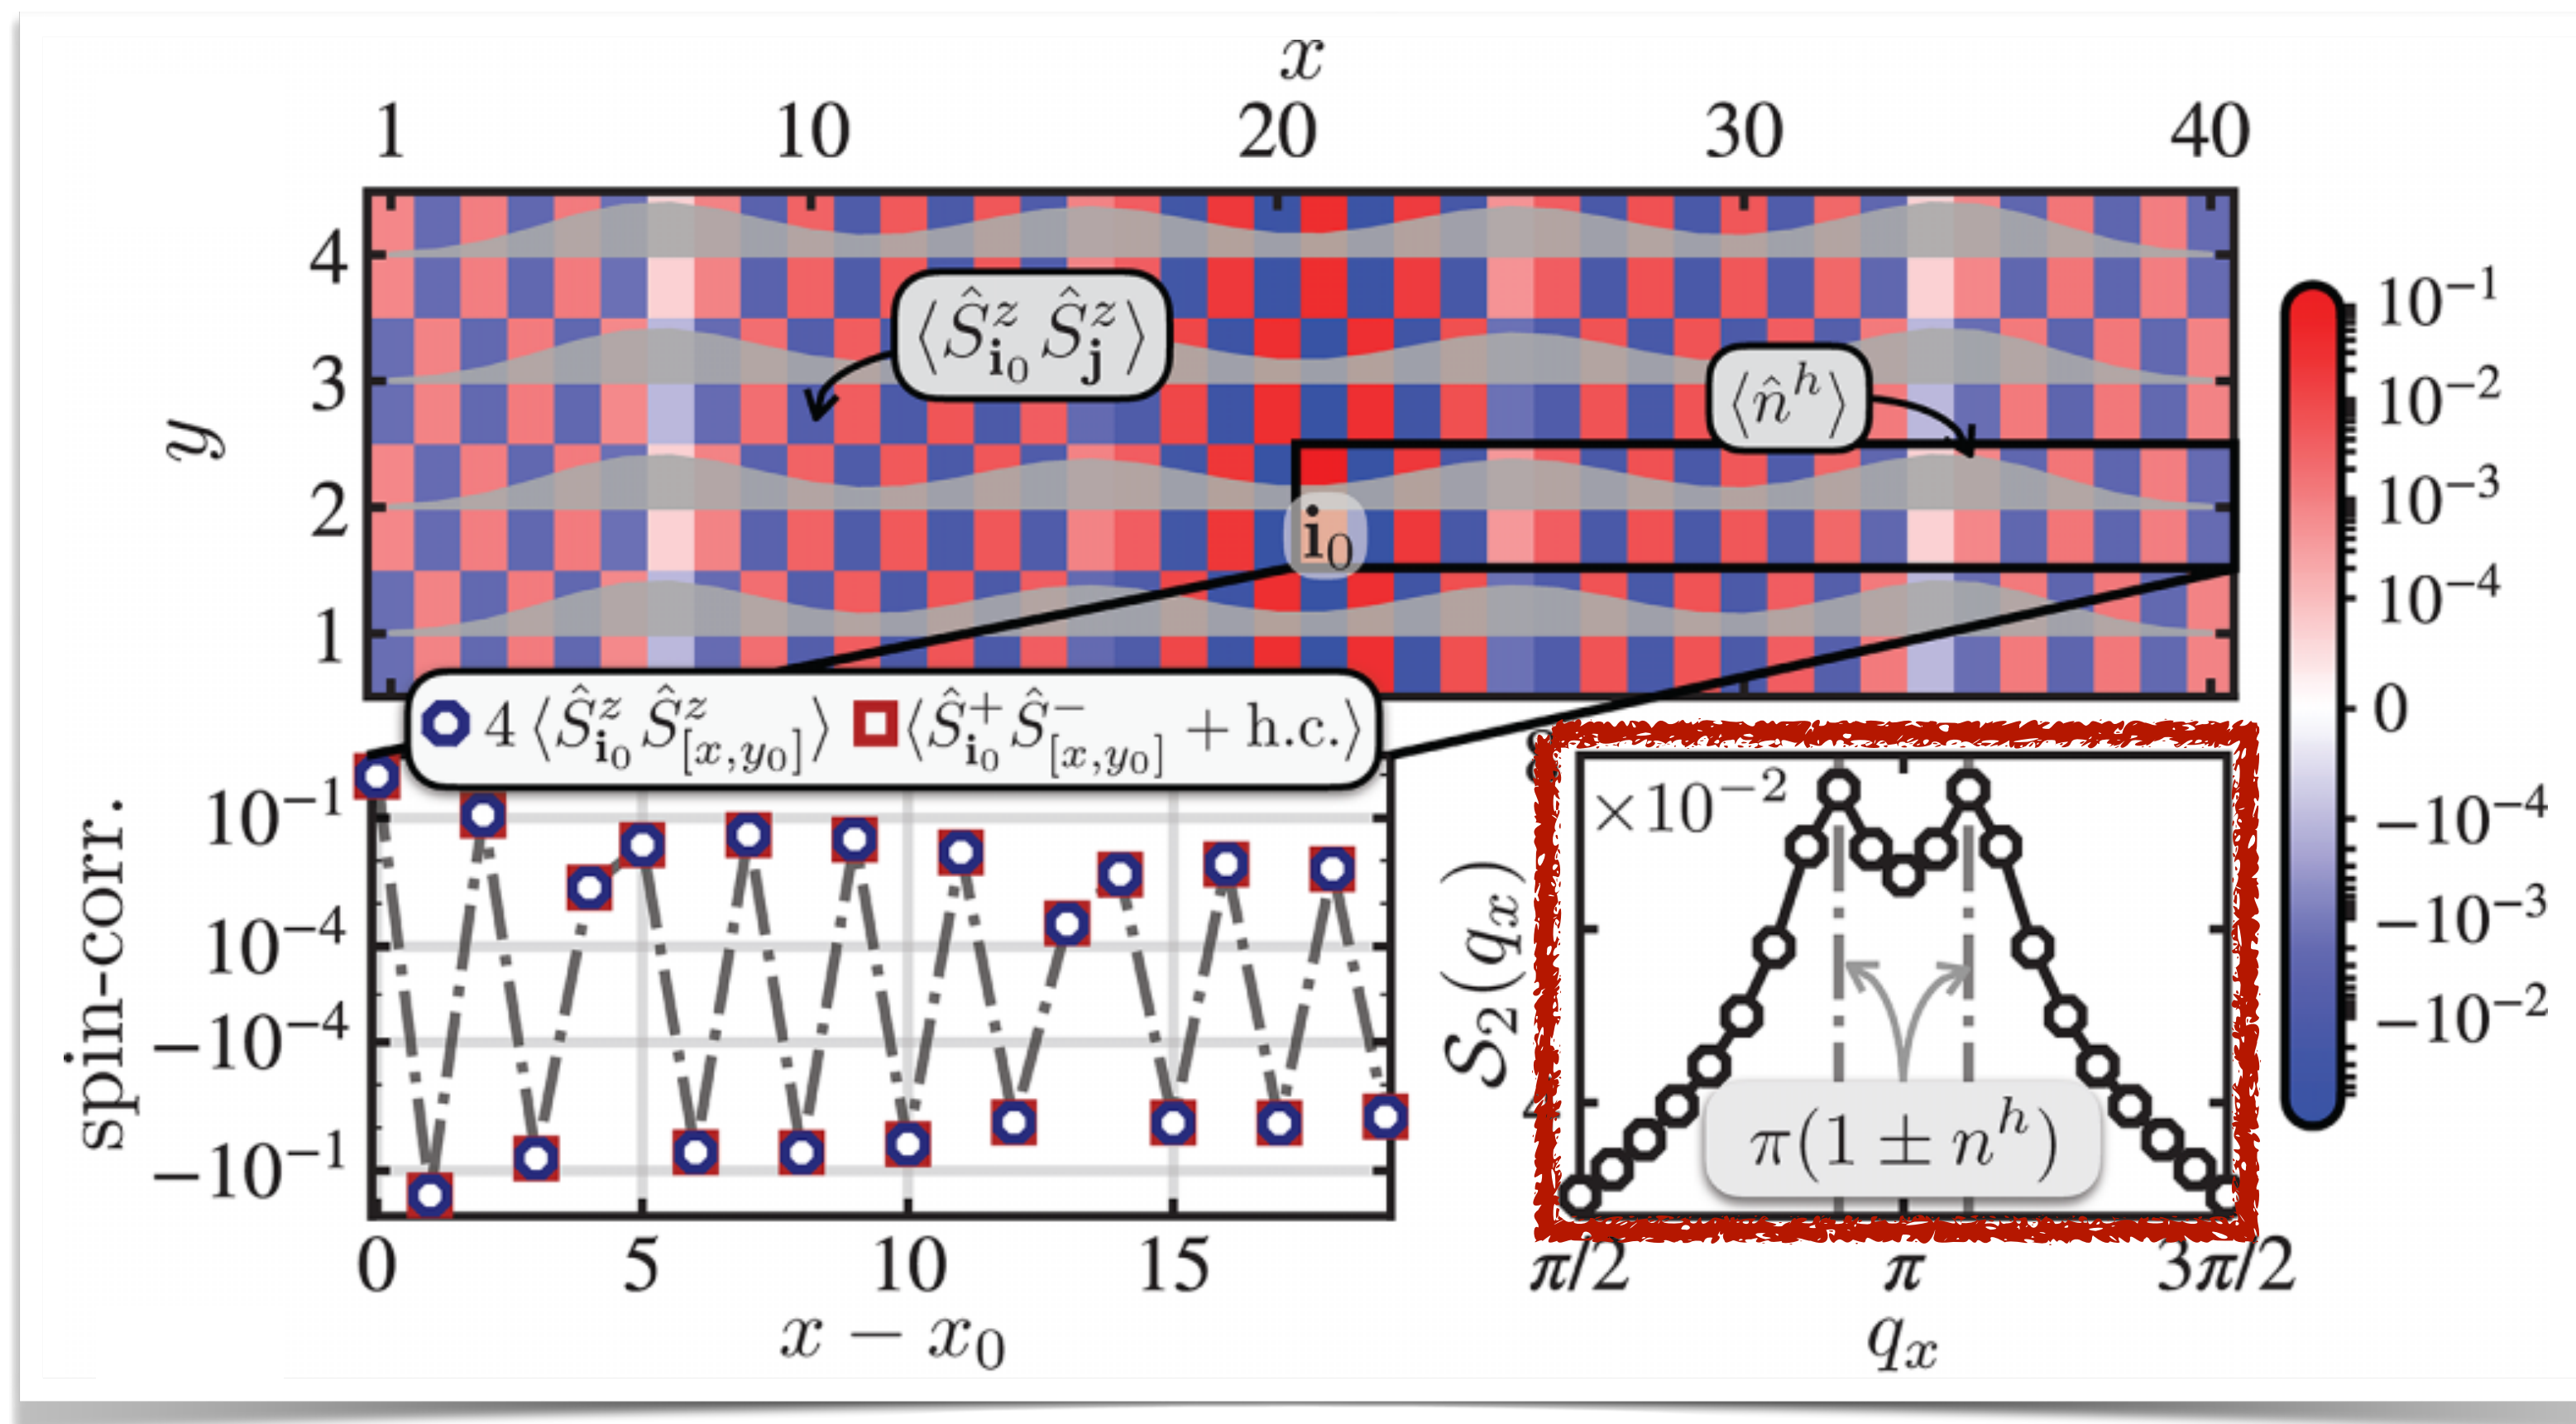 x
1 10 20 30 40
4
3
2
1
y
⟨Ŝ^z_{i_0} Ŝ^z_j⟩
⟨n̂^h⟩
i_0
10^{-1}
10^{-2}
10^{-3}
10^{-4}
0
−10^{-4}
−10^{-3}
−10^{-2}
4 ⟨Ŝ^z_{i_0} Ŝ^z_{[x,y_0]}⟩ ⟨Ŝ^+_{i_0} Ŝ^-_{[x,y_0]} + h.c.⟩
spin-corr.
10^{-1}
10^{-4}
−10^{-4}
−10^{-1}
0 5 10 15
x − x_0
S_2(q_x)
×10^{-2}
π(1 ± n^h)
π/2 π 3π/2
q_x